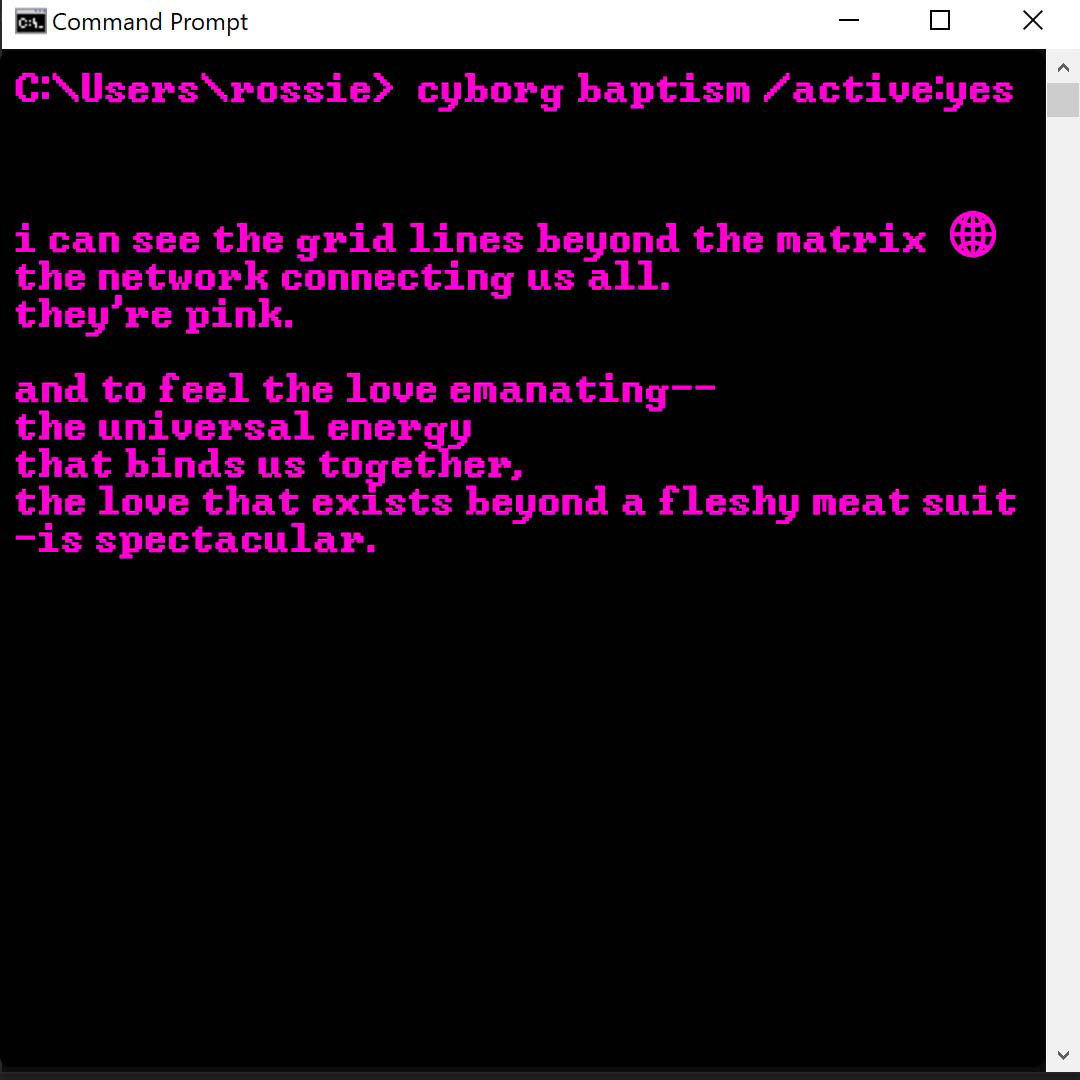 Command Prompt
C:\Users\rossie> cyborg baptism /active:yes
i can see the grid lines beyond the matrix 🌐
the network connecting us all.
they're pink.
and to feel the love emanating--
the universal energy
that binds us together,
the love that exists beyond a fleshy meat suit
-is spectacular.